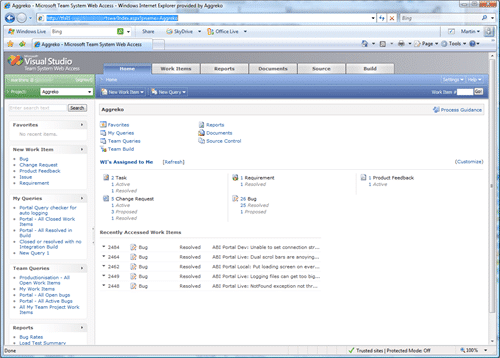 Aggreko - Microsoft Team System Web Access - Windows Internet Explorer provided by Aggreko
Bing
Windows Live Bing SkyDrive Office Live Martin
Aggreko - Microsoft Team System Web Access
Page Tools
Microsoft
Visual Studio
Team System Web Access
Home Work Items Reports Documents Source Build
Home Settings Help
Project: Aggreko New Work Item New Query Work Item # Go
Enter search text Search
Favorites
No recent items.
New Work Item
Bug
Change Request
Product Feedback
Issue
Requirement
My Queries
Portal Query checker for
auto logging
Portal - All Closed Work
Items
Portal - All Resolved in
Build
Closed or resolved with no
Integration Build
New Query 1
Team Queries
Productionisation - All
Open Work Items
My Work Items
Portal - All Open bugs
Portal - All Active Bugs
All My Team Project Work
Items
Reports
Bug Rates
Load Test Summary
Aggreko
Process Guidance
Favorites Reports
My Queries Documents
Team Queries Source Control
Team Build
WI's Assigned to Me [Refresh] (Customize)
2 Task 1 Requirement 1 Product Feedback
1 Active 1 Resolved 1 Active
1 Resolved
5 Change Request 26 Bug
1 Active 25 Resolved
3 Proposed 1 Proposed
1 Resolved
Recently Accessed Work Items
2484 Bug Resolved ABI Portal Dev: Unable to set connection str...
2464 Bug Resolved ABI Portal Live: Dual scroll bars are annoying...
2462 Bug Resolved ABI Portal Local: Put loading screen on over...
2449 Bug Resolved ABI Portal Live: Logging files can get too big...
2448 Bug Resolved ABI Portal Live: NotFound exception not thr...
Done Trusted sites | Protected Mode: Off 100%